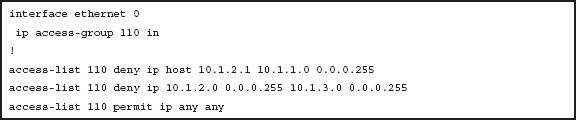 interface ethernet 0
 ip access-group 110 in
!
access-list 110 deny ip host 10.1.2.1 10.1.1.0 0.0.0.255
access-list 110 deny ip 10.1.2.0 0.0.0.255 10.1.3.0 0.0.0.255
access-list 110 permit ip any any